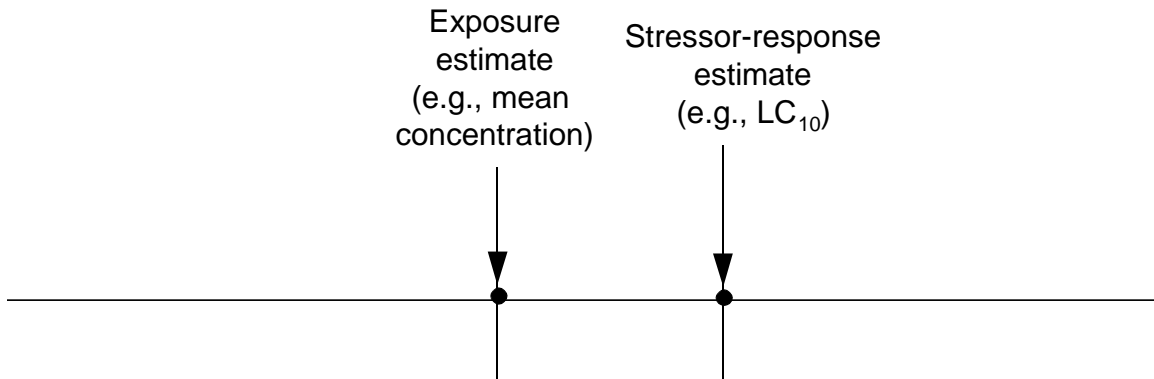 Exposure
estimate
(e.g., mean
concentration)
Stressor-response
estimate
(e.g., LC₁₀)